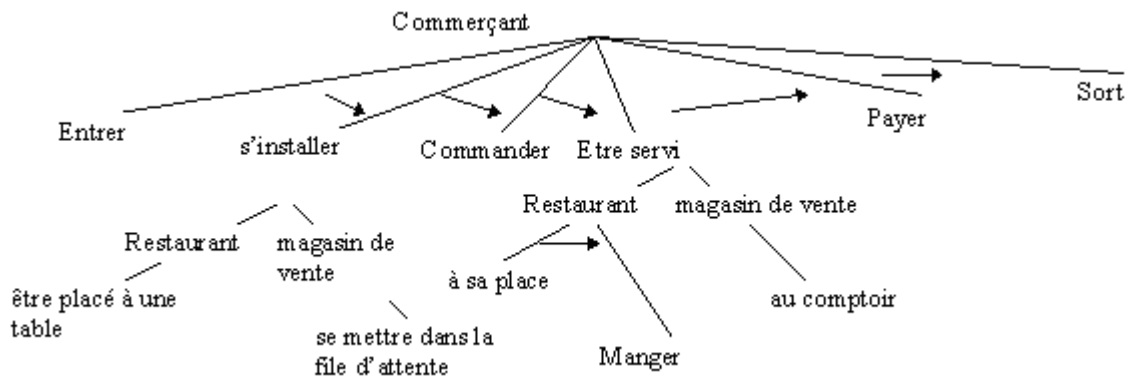 Commerçant
Entrer
s'installer
Commander
Etre servi
Payer
Sort
Restaurant
magasin de
vente
Restaurant
magasin de vente
être placé à une
table
se mettre dans la
file d'attente
à sa place
Manger
au comptoir